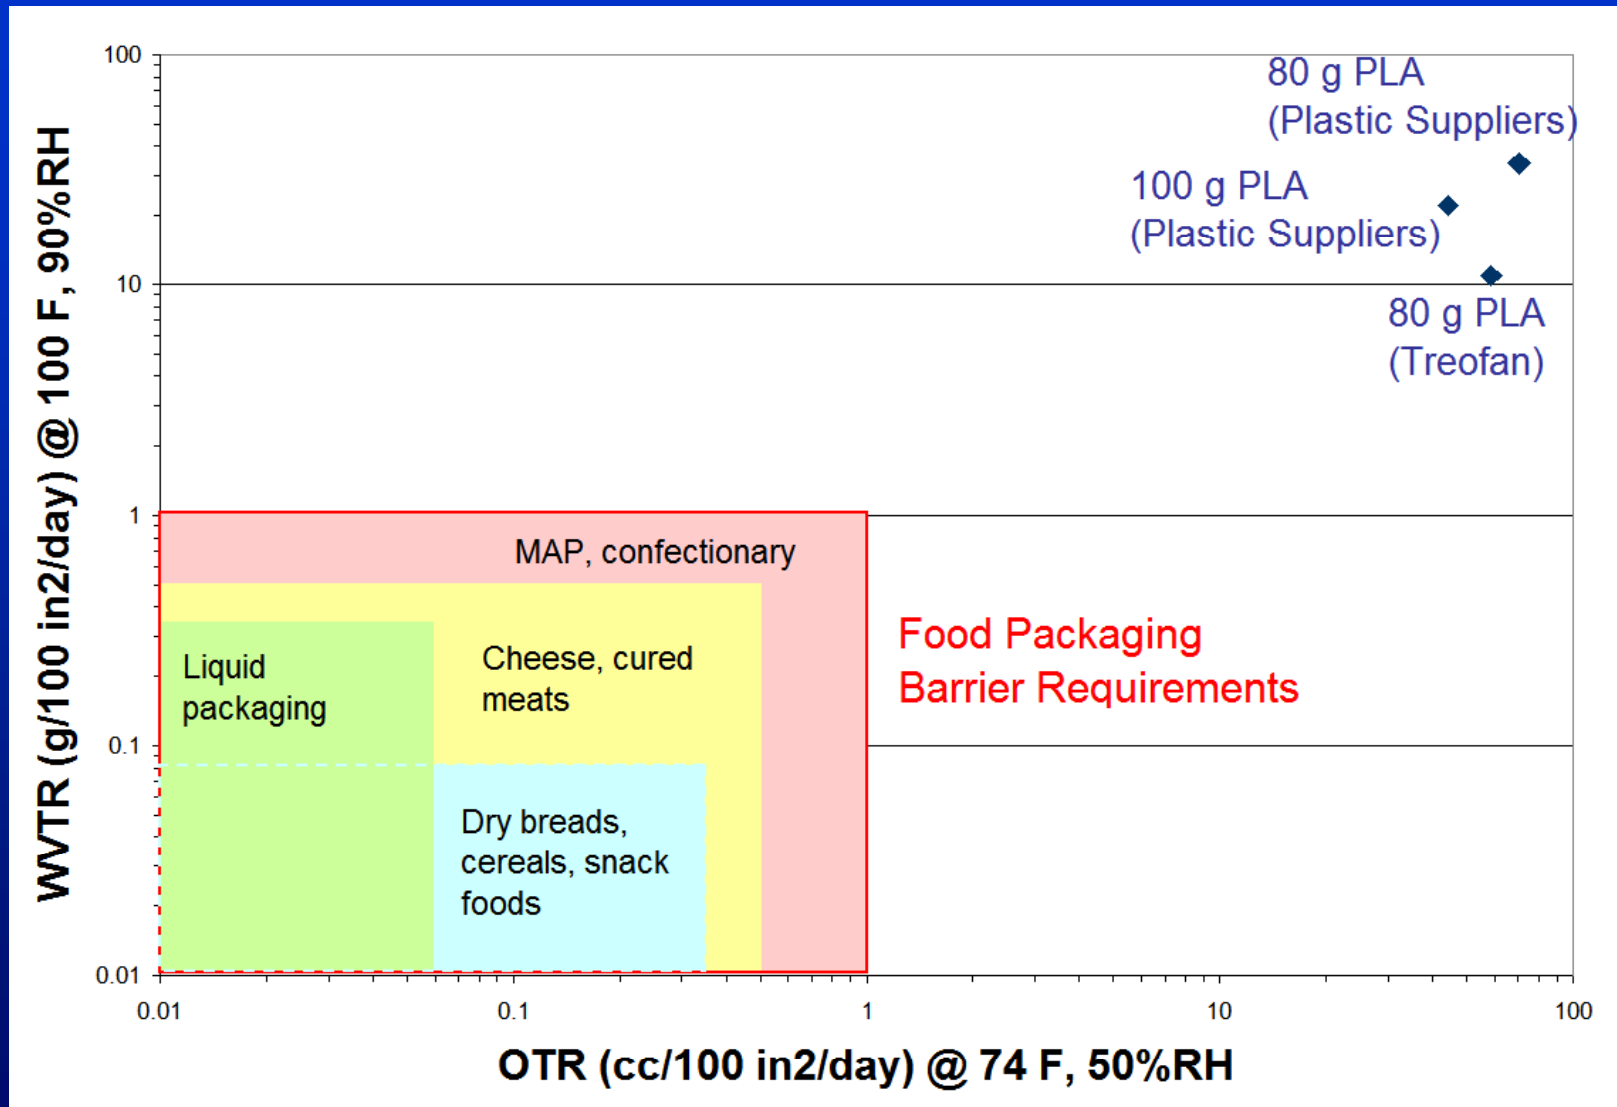 100
10
1
0.1
0.01
WVTR (g/100 in2/day) @ 100 F, 90%RH
80 g PLA
(Plastic Suppliers)
100 g PLA
(Plastic Suppliers)
80 g PLA
(Treofan)
MAP, confectionary
Cheese, cured
meats
Liquid
packaging
Dry breads,
cereals, snack
foods
Food Packaging
Barrier Requirements
0.01
0.1
1
10
100
OTR (cc/100 in2/day) @ 74 F, 50%RH